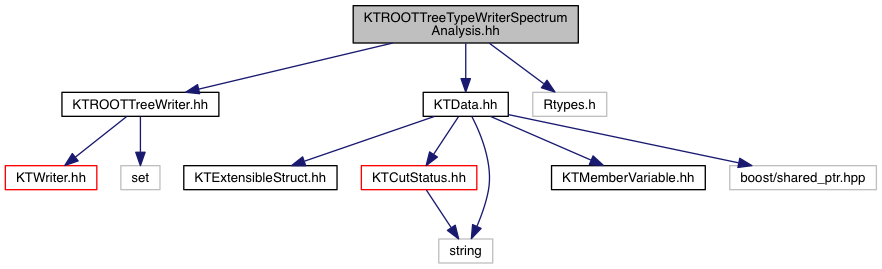 KTROOTTreeTypeWriterSpectrum
Analysis.hh
KTROOTTreeWriter.hh
KTData.hh
Rtypes.h
KTWriter.hh
set
KTExtensibleStruct.hh
KTCutStatus.hh
KTMemberVariable.hh
boost/shared_ptr.hpp
string